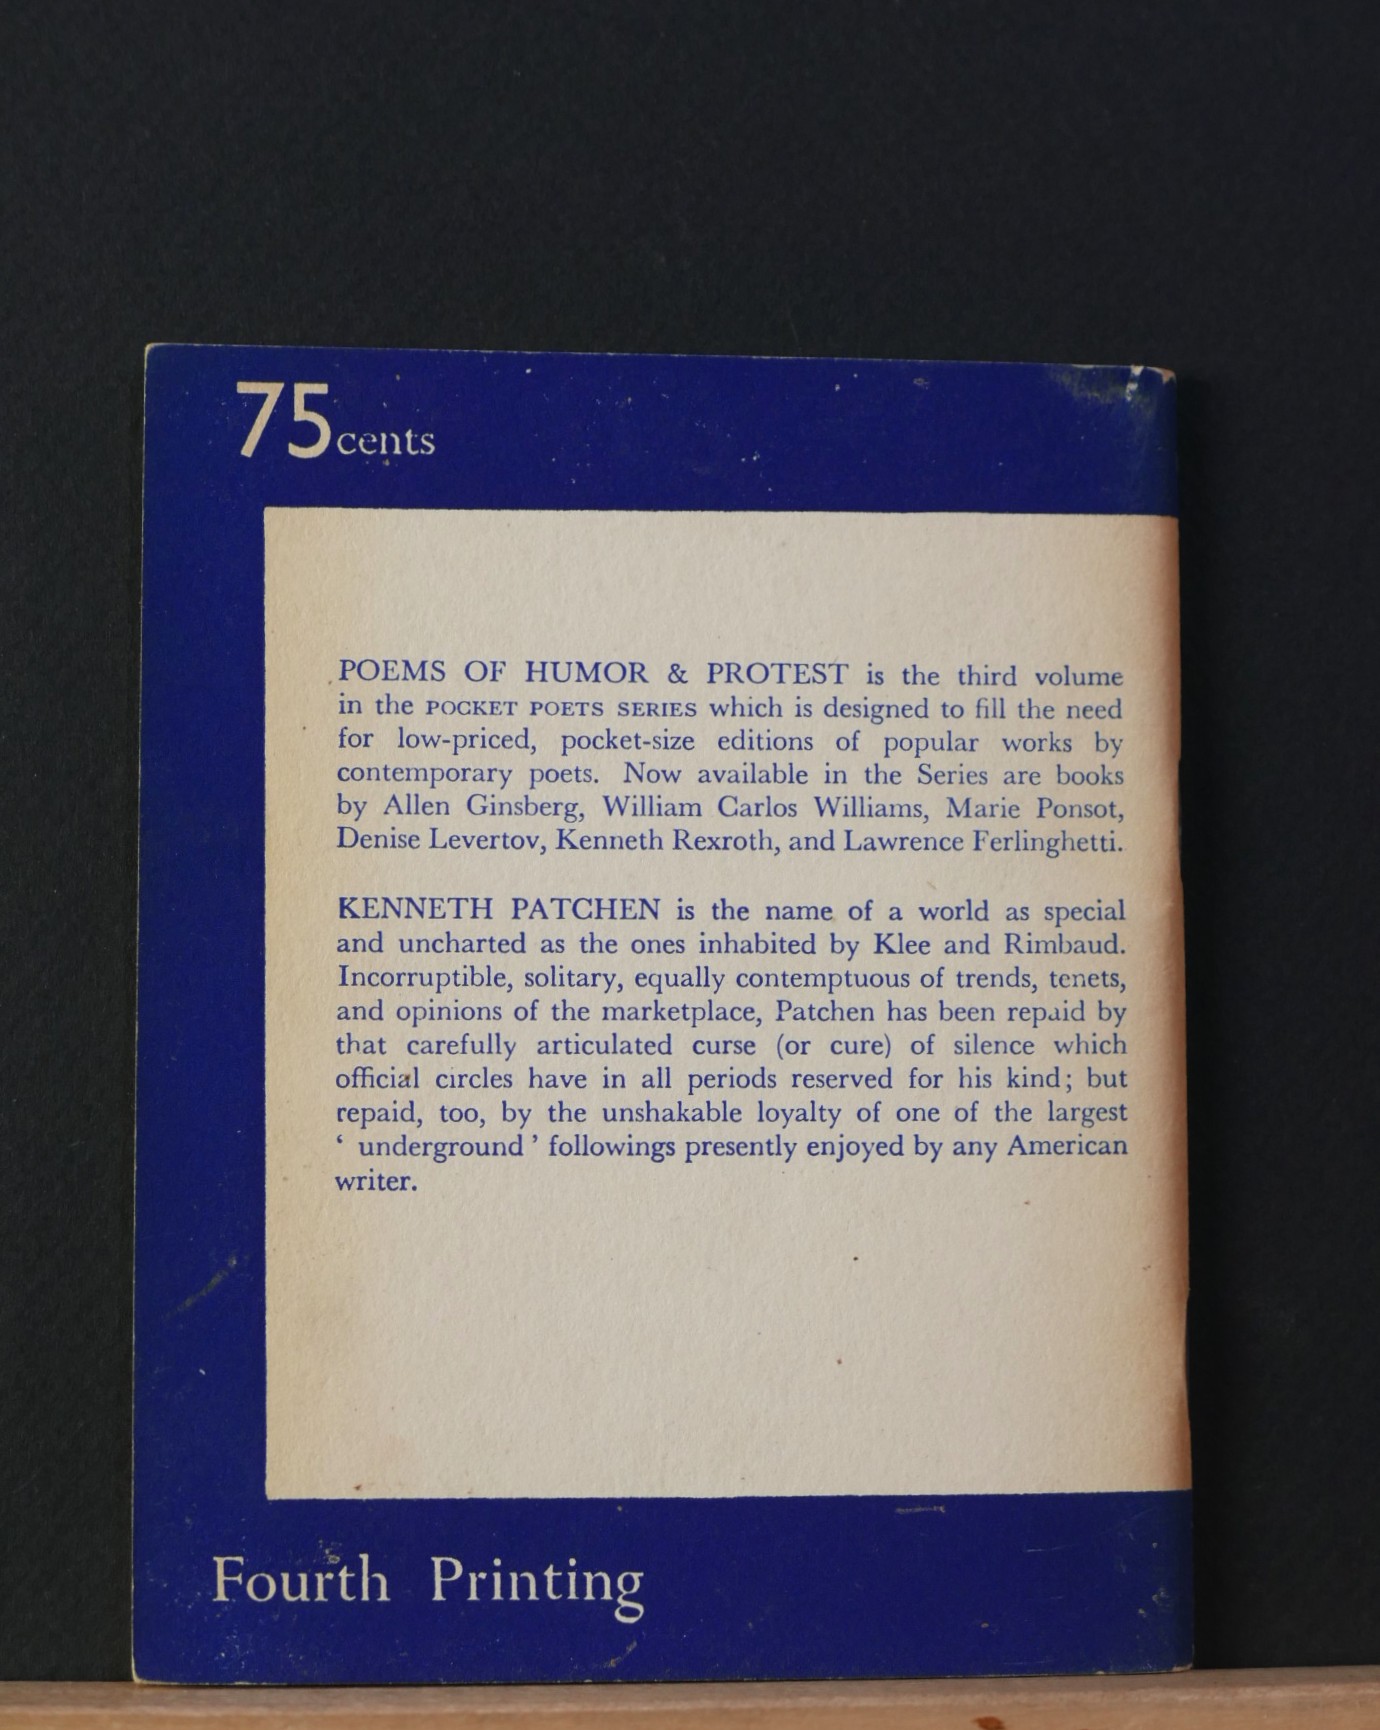 75 cents
POEMS OF HUMOR & PROTEST is the third volume
in the POCKET POETS SERIES which is designed to fill the need
for low-priced, pocket-size editions of popular works by
contemporary poets. Now available in the Series are books
by Allen Ginsberg, William Carlos Williams, Marie Ponsot,
Denise Levertov, Kenneth Rexroth, and Lawrence Ferlinghetti.
KENNETH PATCHEN is the name of a world as special
and uncharted as the ones inhabited by Klee and Rimbaud.
Incorruptible, solitary, equally contemptuous of trends, tenets,
and opinions of the marketplace, Patchen has been repaid by
that carefully articulated curse (or cure) of silence which
official circles have in all periods reserved for his kind; but
repaid, too, by the unshakable loyalty of one of the largest
‘ underground ’ followings presently enjoyed by any American
writer.
Fourth Printing